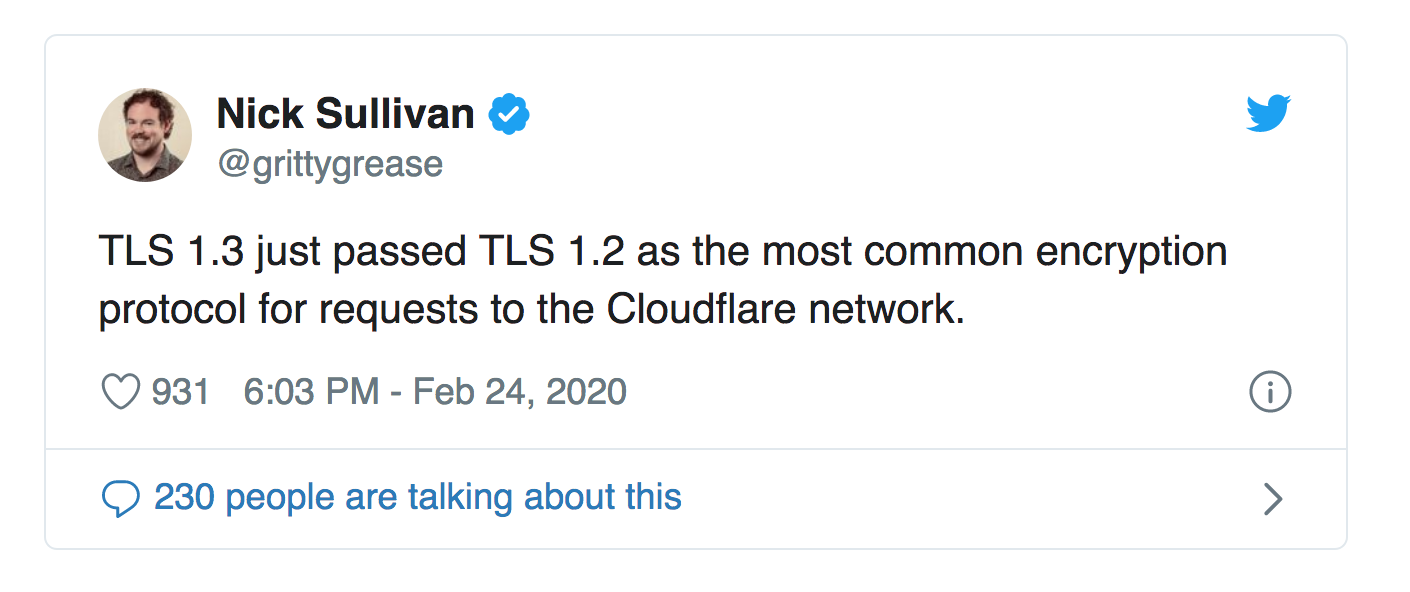 Nick Sullivan
@grittygrease
TLS 1.3 just passed TLS 1.2 as the most common encryption
protocol for requests to the Cloudflare network.
931 6:03 PM - Feb 24, 2020
230 people are talking about this